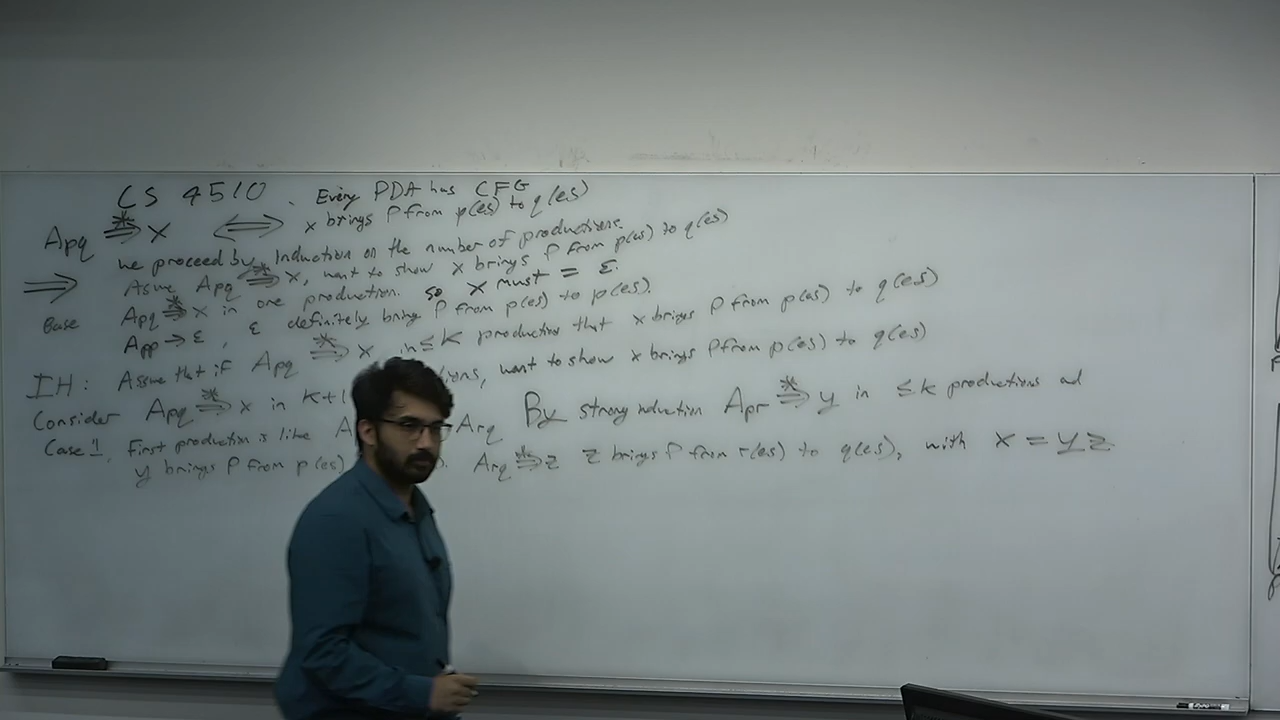 CS 4510. Every PDA has CFG
Apq ⇒* x ⟺ x brings P from p(es) to q(es)
we proceed by Induction on the number of productions.
⟹ Assume Apq ⇒* x, want to show x brings P from p(es) to q(es)
Base Apq ⇒* x in one production. so x must = ε.
App → ε, ε definitely brings P from p(es) to p(es).
IH: Assume that if Apq ⇒* x in ≤ k productions that x brings P from p(es) to q(es)
Consider Apq ⇒* x in k+1 ions, want to show x brings P from p(es) to q(es)
Case 1, First production is like A Arq By strong induction Apr ⇒* y in ≤ k productions and
y brings P from p(es) Arq ⇒* z z brings P from r(es) to q(es), with x = yz